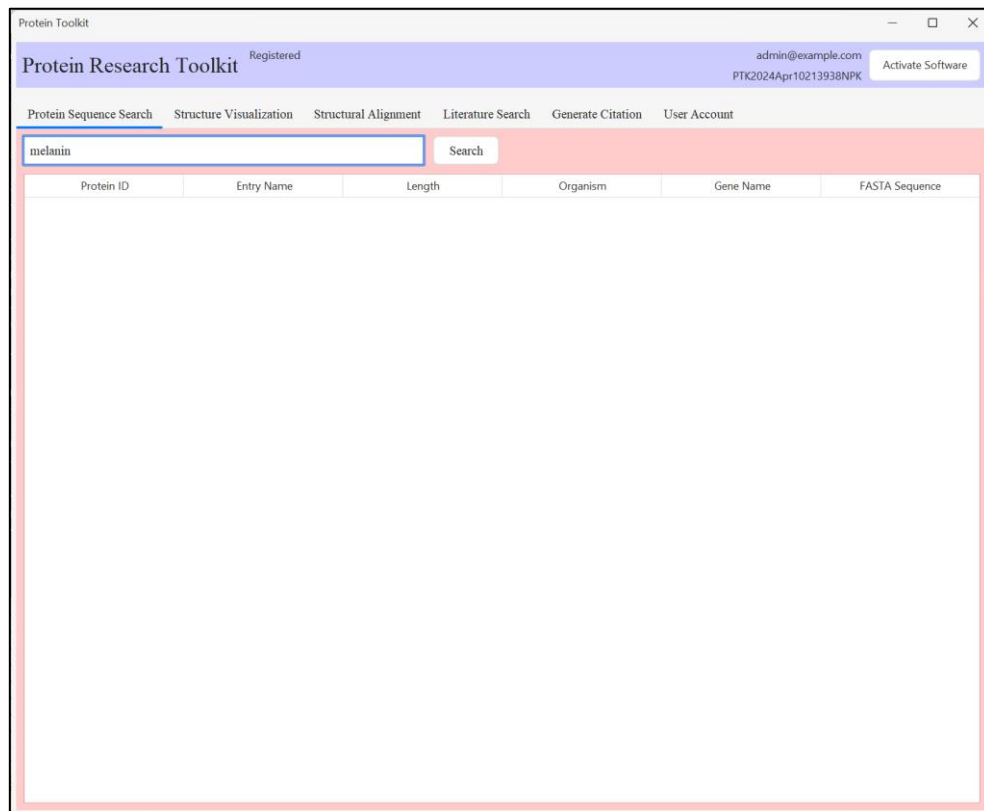 Protein Toolkit
Protein Research Toolkit Registered
admin@example.com
PTK2024Apr10213938NPK
Activate Software
Protein Sequence Search Structure Visualization Structural Alignment Literature Search Generate Citation User Account
melanin Search
Protein ID Entry Name Length Organism Gene Name FASTA Sequence